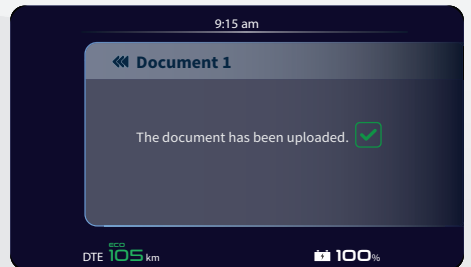 9:15 am
Document 1
The document has been uploaded.
ECO
DTE 105 km
100%